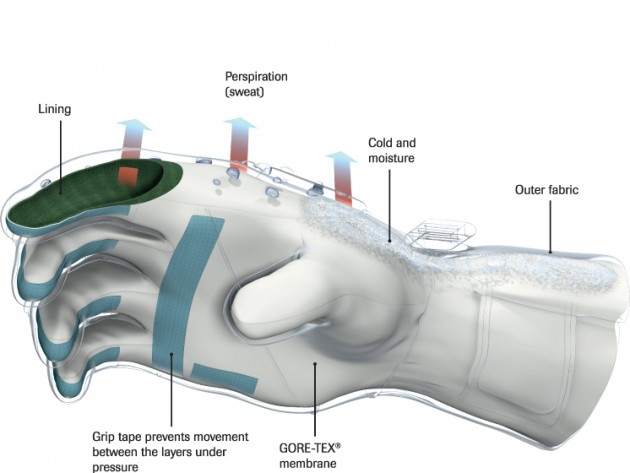 Perspiration
(sweat)
Lining
Cold and
moisture
Outer fabric
Grip tape prevents movement
between the layers under
pressure
GORE-TEX®
membrane